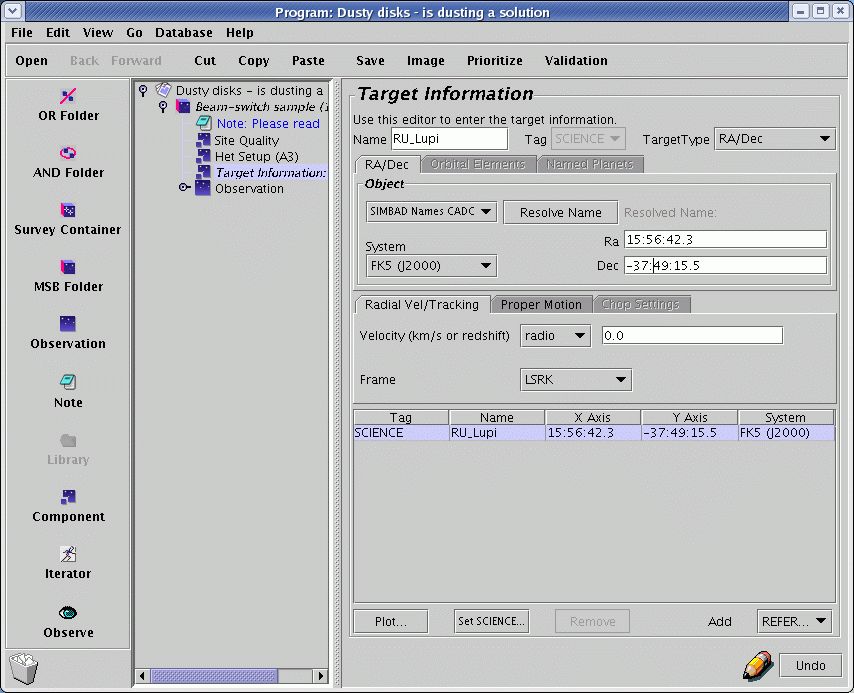 Program: Dusty disks - is dusting a solution
File Edit View Go Database Help
Open Back Forward Cut Copy Paste Save Image Prioritize Validation
OR Folder
AND Folder
Survey Container
MSB Folder
Observation
Note
Library
Component
Iterator
Observe
Dusty disks - is dusting a
Beam-switch sample (1
Note: Please read
Site Quality
Het Setup (A3)
Target Information:
Observation
Target Information
Use this editor to enter the target information.
Name RU_Lupi Tag SCIENCE TargetType RA/Dec
RA/Dec Orbital Elements Named Planets
Object
SIMBAD Names CADC Resolve Name Resolved Name:
Ra 15:56:42.3
System
FK5 (J2000) Dec -37:49:15.5
Radial Vel/Tracking Proper Motion Chop Settings
Velocity (km/s or redshift) radio 0.0
Frame LSRK
Tag Name X Axis Y Axis System
SCIENCE RU_Lupi 15:56:42.3 -37:49:15.5 FK5 (J2000)
Plot... Set SCIENCE... Remove Add REFER...
Undo